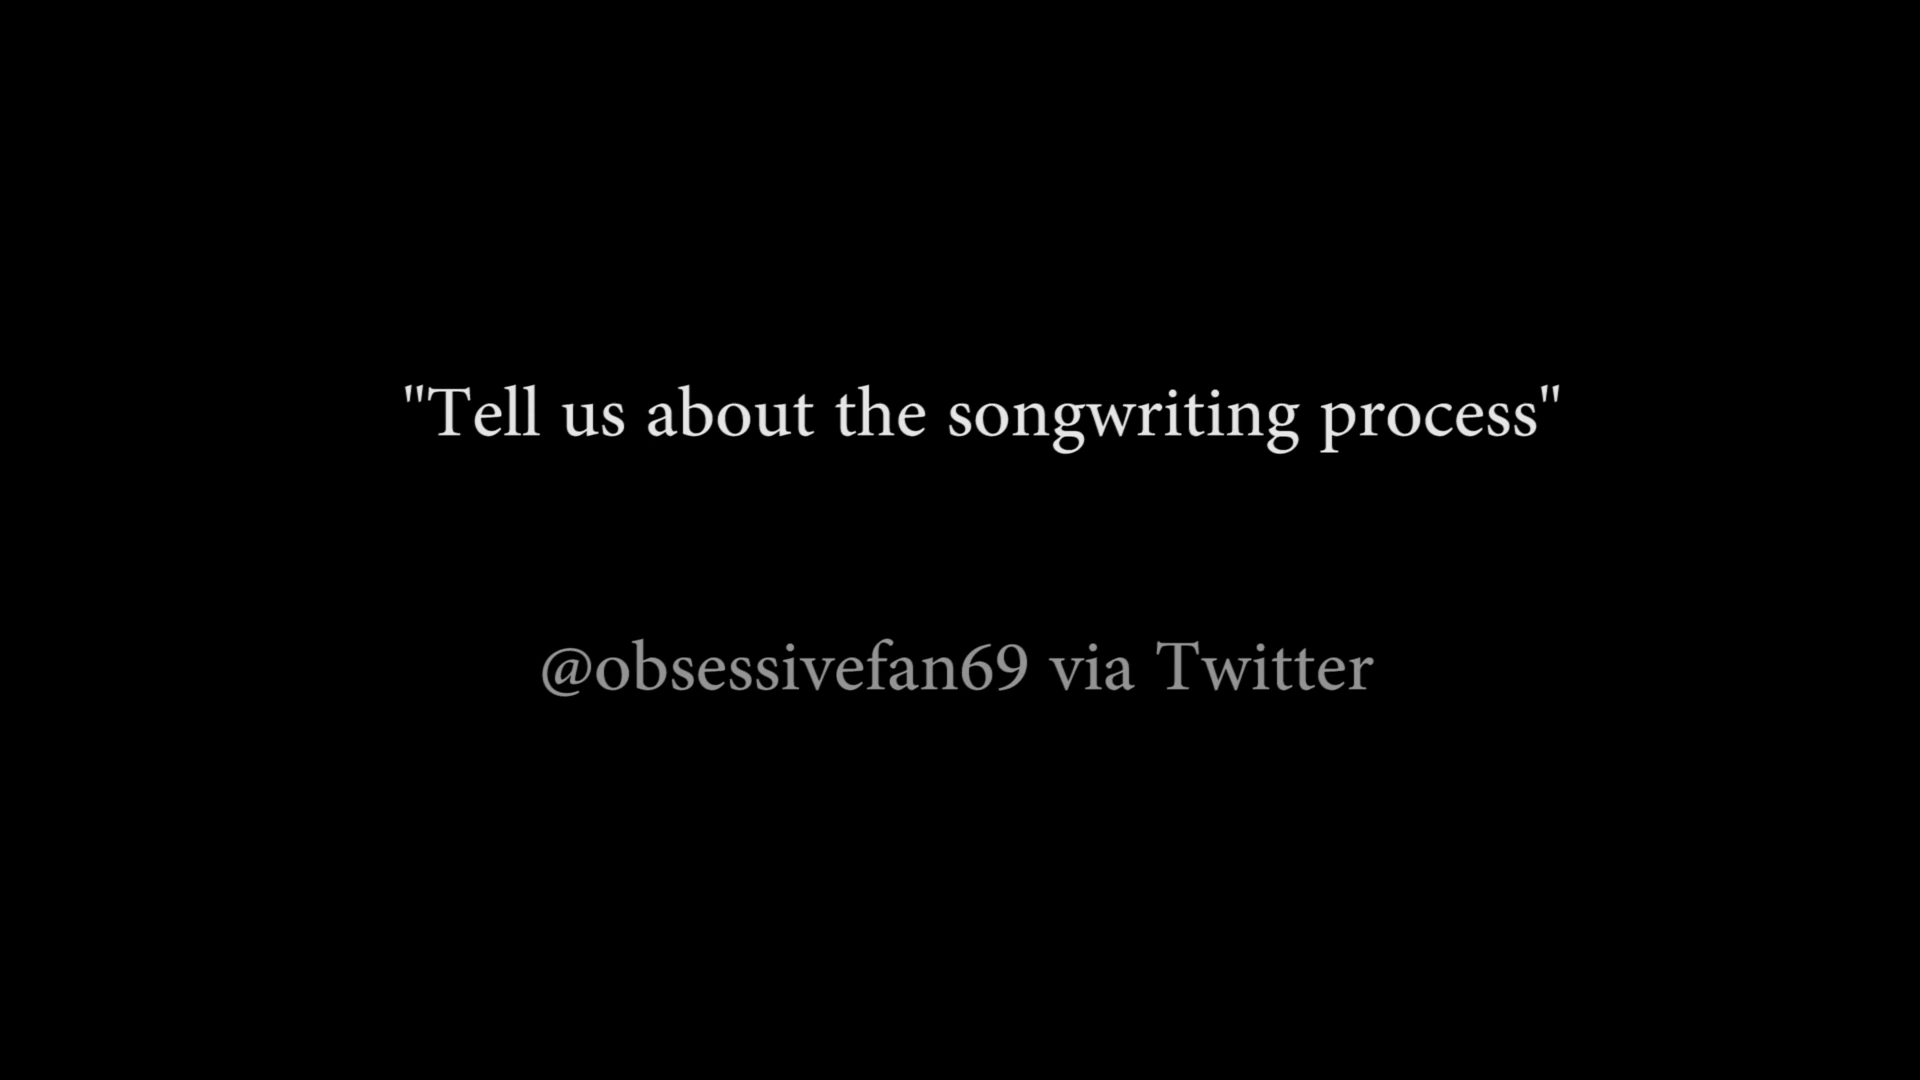 "Tell us about the songwriting process"
@obsessivefan69 via Twitter